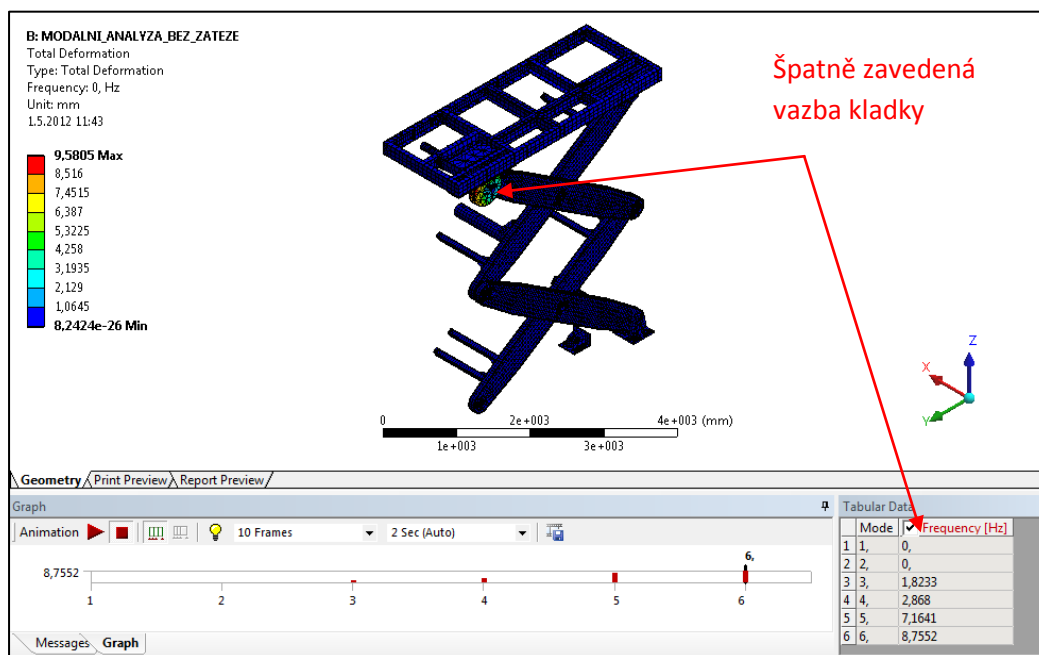 B: MODALNI_ANALYZA_BEZ_ZATEZE
Total Deformation
Type: Total Deformation
Frequency: 0, Hz
Unit: mm
1.5.2012 11:43
9,5805 Max
8,516
7,4515
6,387
5,3225
4,258
3,1935
2,129
1,0645
8,2424e-26 Min
Špatně zavedená
vazba kladky
Z
X
Y
0 2e+003 4e+003 (mm)
1e+003 3e+003
Geometry Print Preview Report Preview
Graph
Animation 10 Frames 2 Sec (Auto)
6,
8,7552
1 2 3 4 5 6
Messages Graph
Tabular Data
Mode Frequency [Hz]
1 1, 0,
2 2, 0,
3 3, 1,8233
4 4, 2,868
5 5, 7,1641
6 6, 8,7552